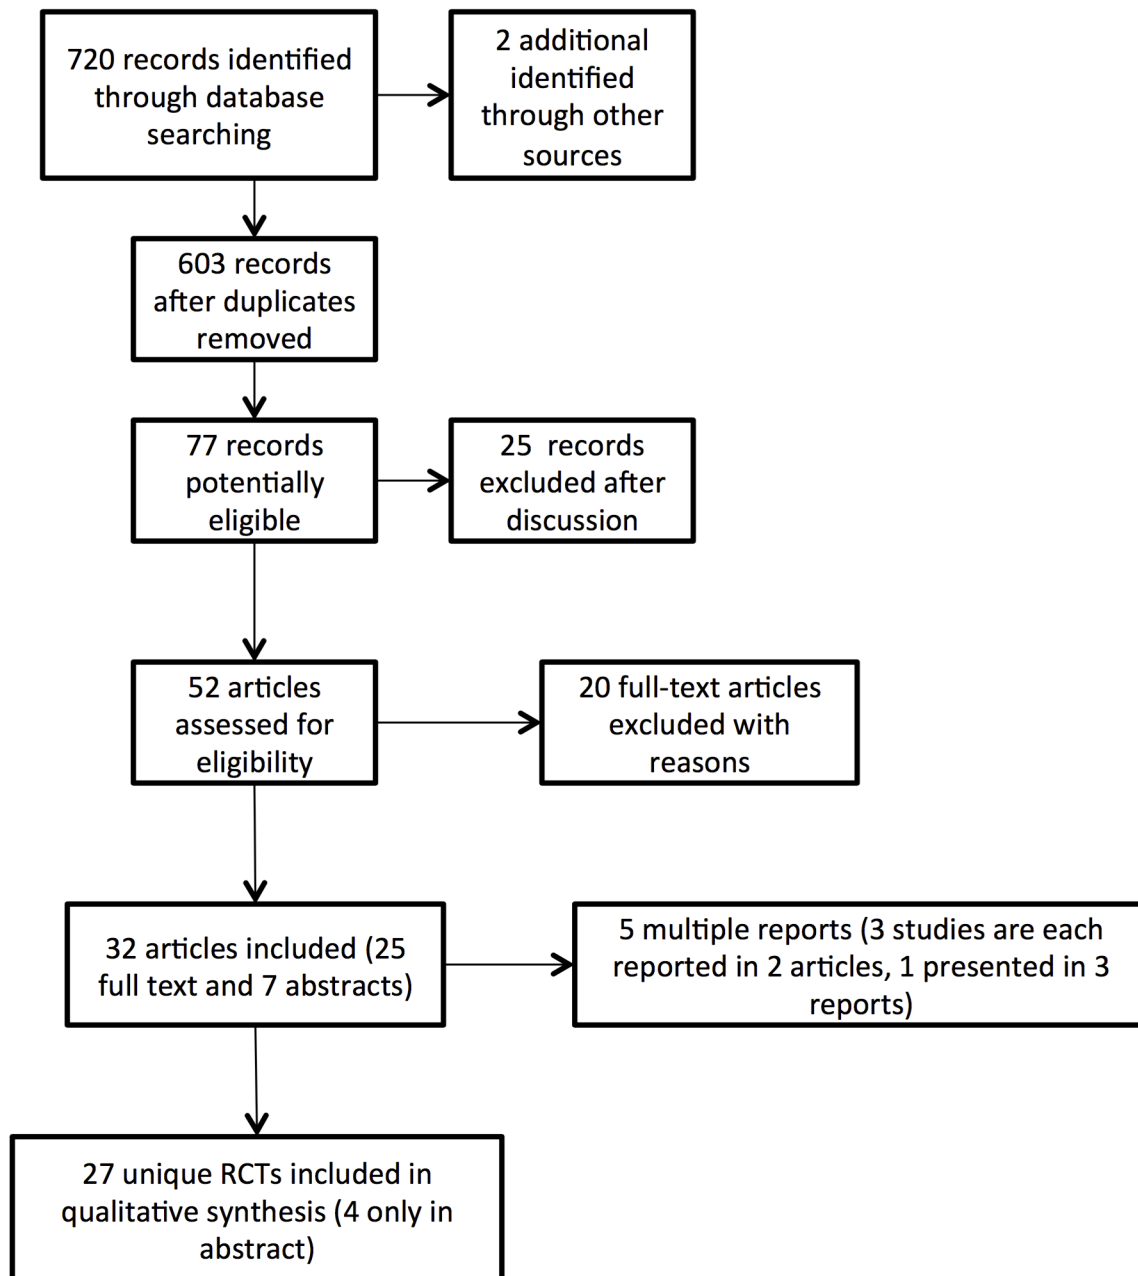 720 records identified
through database
searching
2 additional
identified
through other
sources
603 records
after duplicates
removed
77 records
potentially
eligible
25 records
excluded after
discussion
52 articles
assessed for
eligibility
20 full-text articles
excluded with
reasons
32 articles included (25
full text and 7 abstracts)
5 multiple reports (3 studies are each
reported in 2 articles, 1 presented in 3
reports)
27 unique RCTs included in
qualitative synthesis (4 only in
abstract)